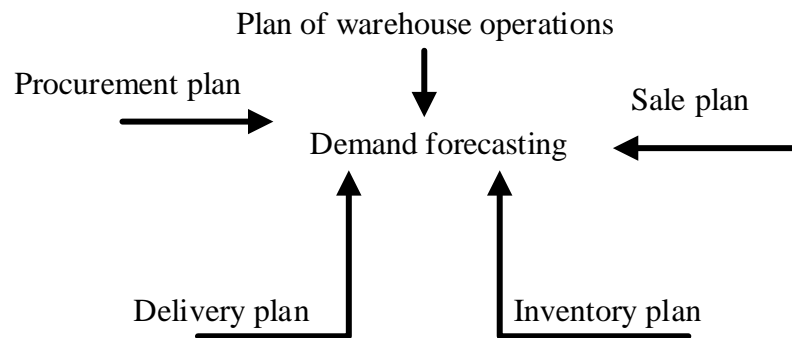 Plan of warehouse operations
Procurement plan
Sale plan
Demand forecasting
Delivery plan
Inventory plan